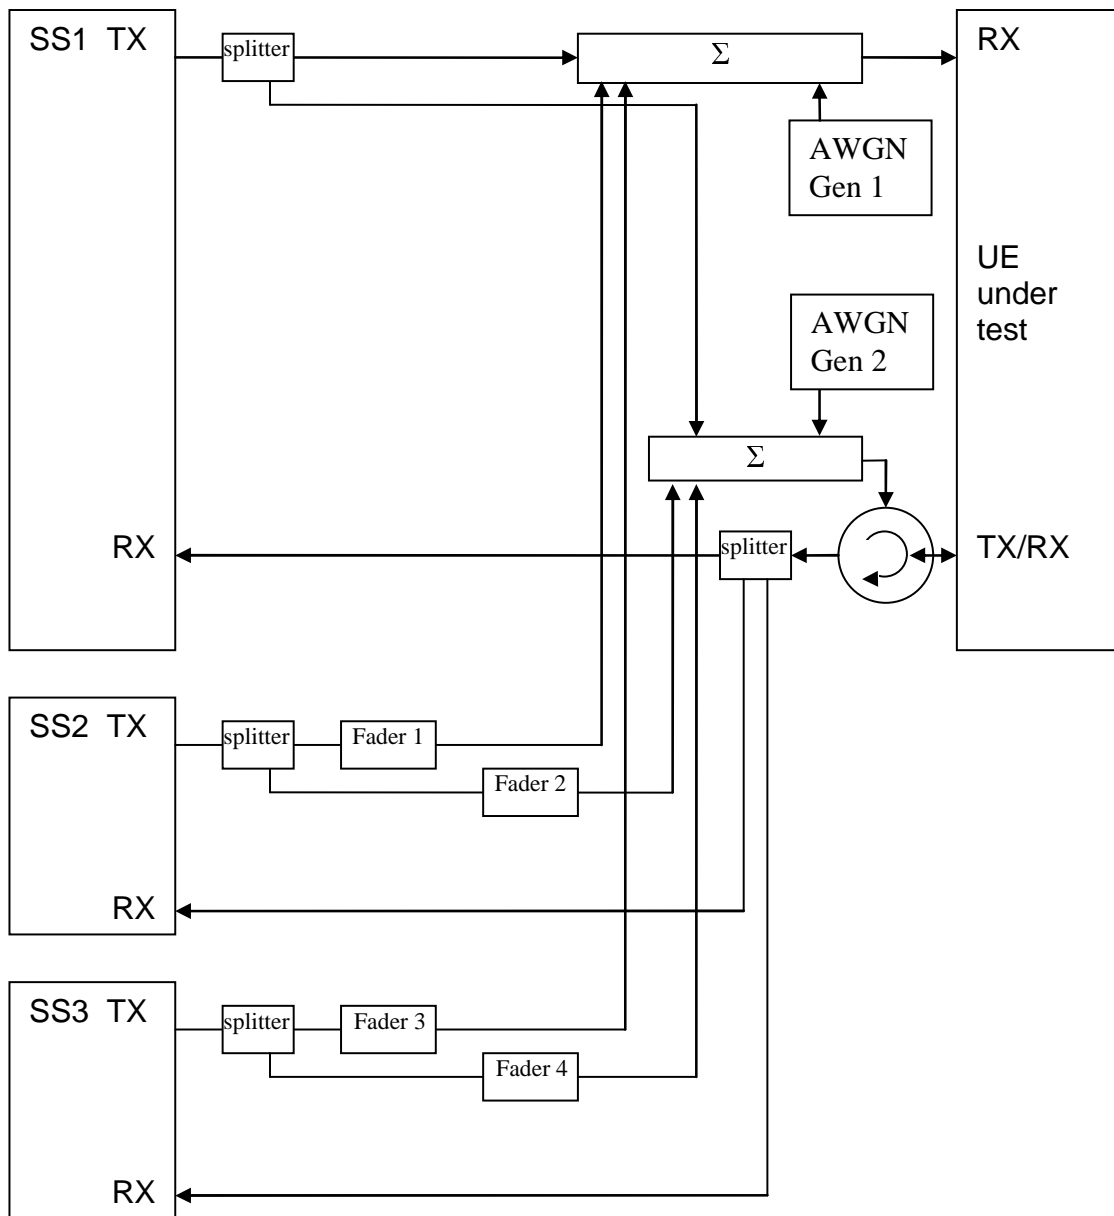 SS1 TX
splitter
Σ
RX
AWGN
Gen 1
UE
under
test
AWGN
Gen 2
Σ
RX
splitter
TX/RX
SS2 TX
splitter
Fader 1
Fader 2
RX
SS3 TX
splitter
Fader 3
Fader 4
RX